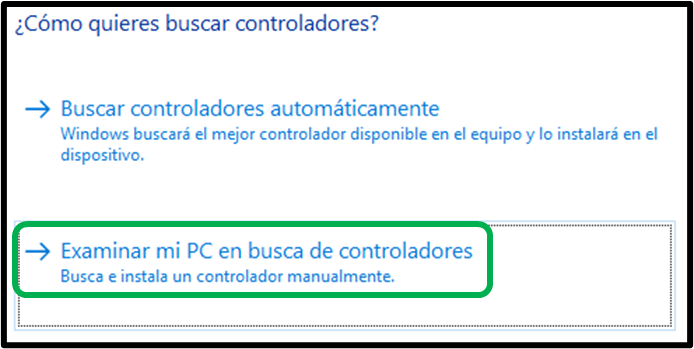 ¿Cómo quieres buscar controladores?
→ Buscar controladores automáticamente
Windows buscará el mejor controlador disponible en el equipo y lo instalará en el
dispositivo.
→ Examinar mi PC en busca de controladores
Busca e instala un controlador manualmente.